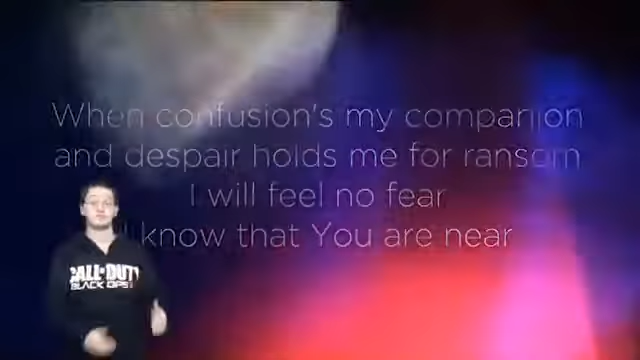 When confusion's my companion
and despair holds me for ransom
I will feel no fear
I know that You are near
CALL OF DUTY
BLACK OPS